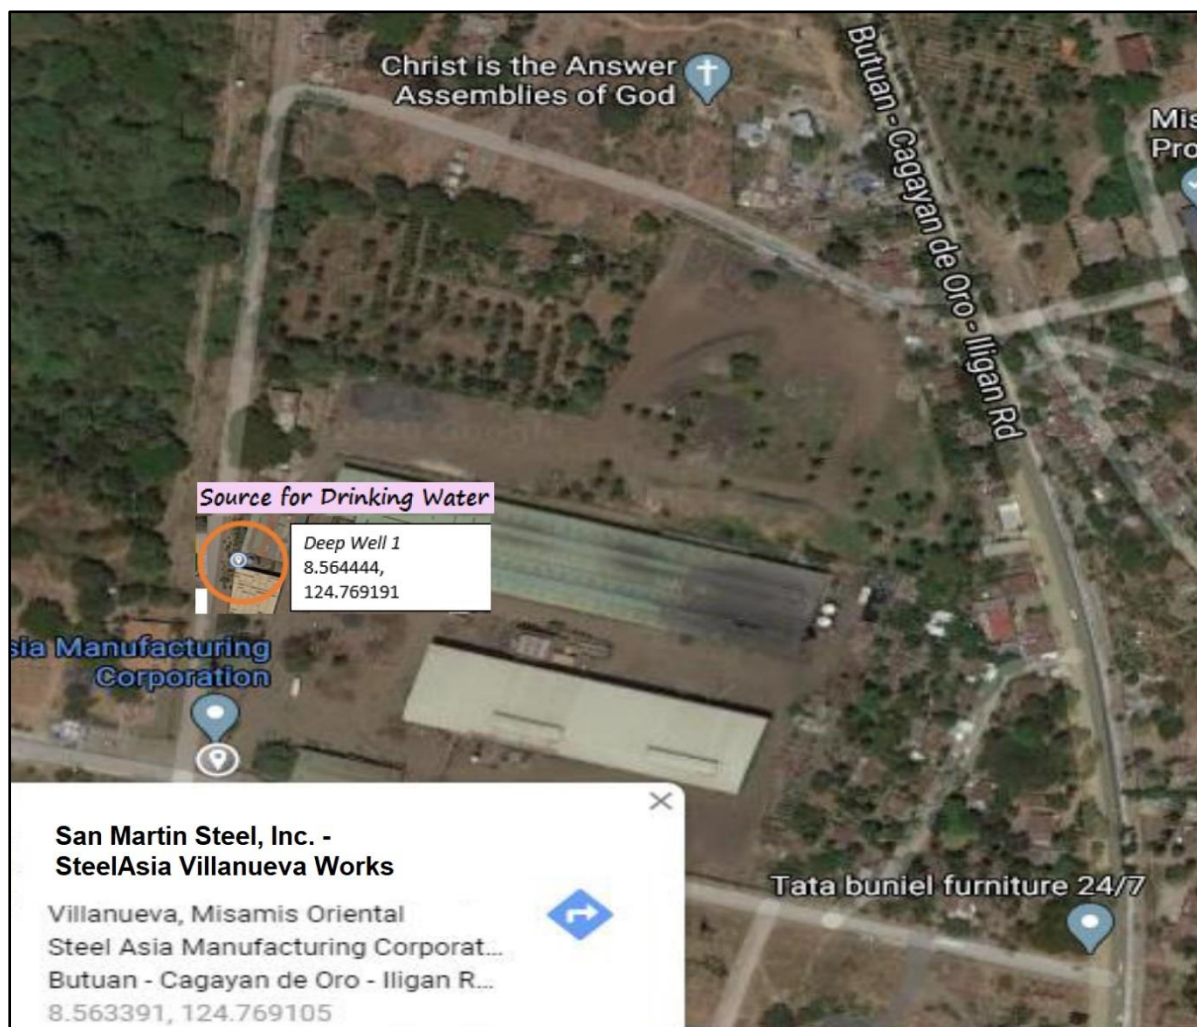 Christ is the Answer
Assemblies of God
Butuan - Cagayan de Oro - Iligan Rd
Mis
Pro
Source for Drinking Water
Deep Well 1
8.564444,
124.769191
sia Manufacturing
Corporation
San Martin Steel, Inc. -
SteelAsia Villanueva Works
Villanueva, Misamis Oriental
Steel Asia Manufacturing Corporat...
Butuan - Cagayan de Oro - Iligan R...
8.563391, 124.769105
Tata buniel furniture 24/7